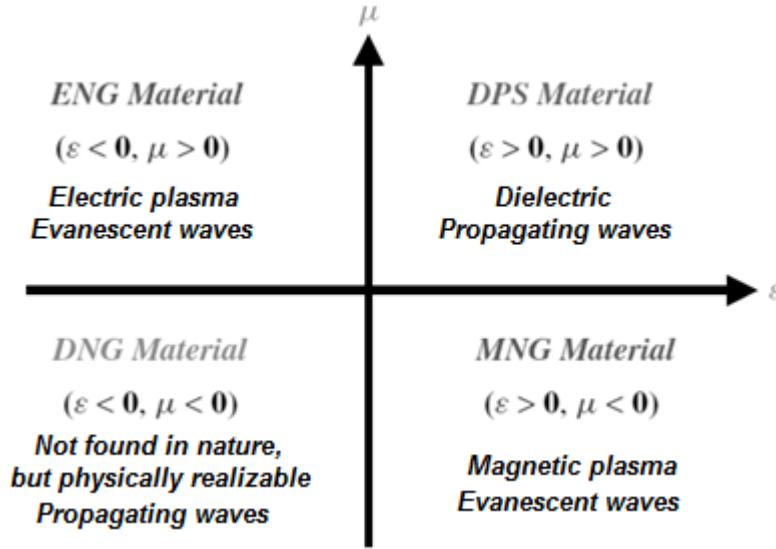 μ
ENG Material
(ε < 0, μ > 0)
Electric plasma
Evanescent waves
DPS Material
(ε > 0, μ > 0)
Dielectric
Propagating waves
ε
DNG Material
(ε < 0, μ < 0)
Not found in nature,
but physically realizable
Propagating waves
MNG Material
(ε > 0, μ < 0)
Magnetic plasma
Evanescent waves